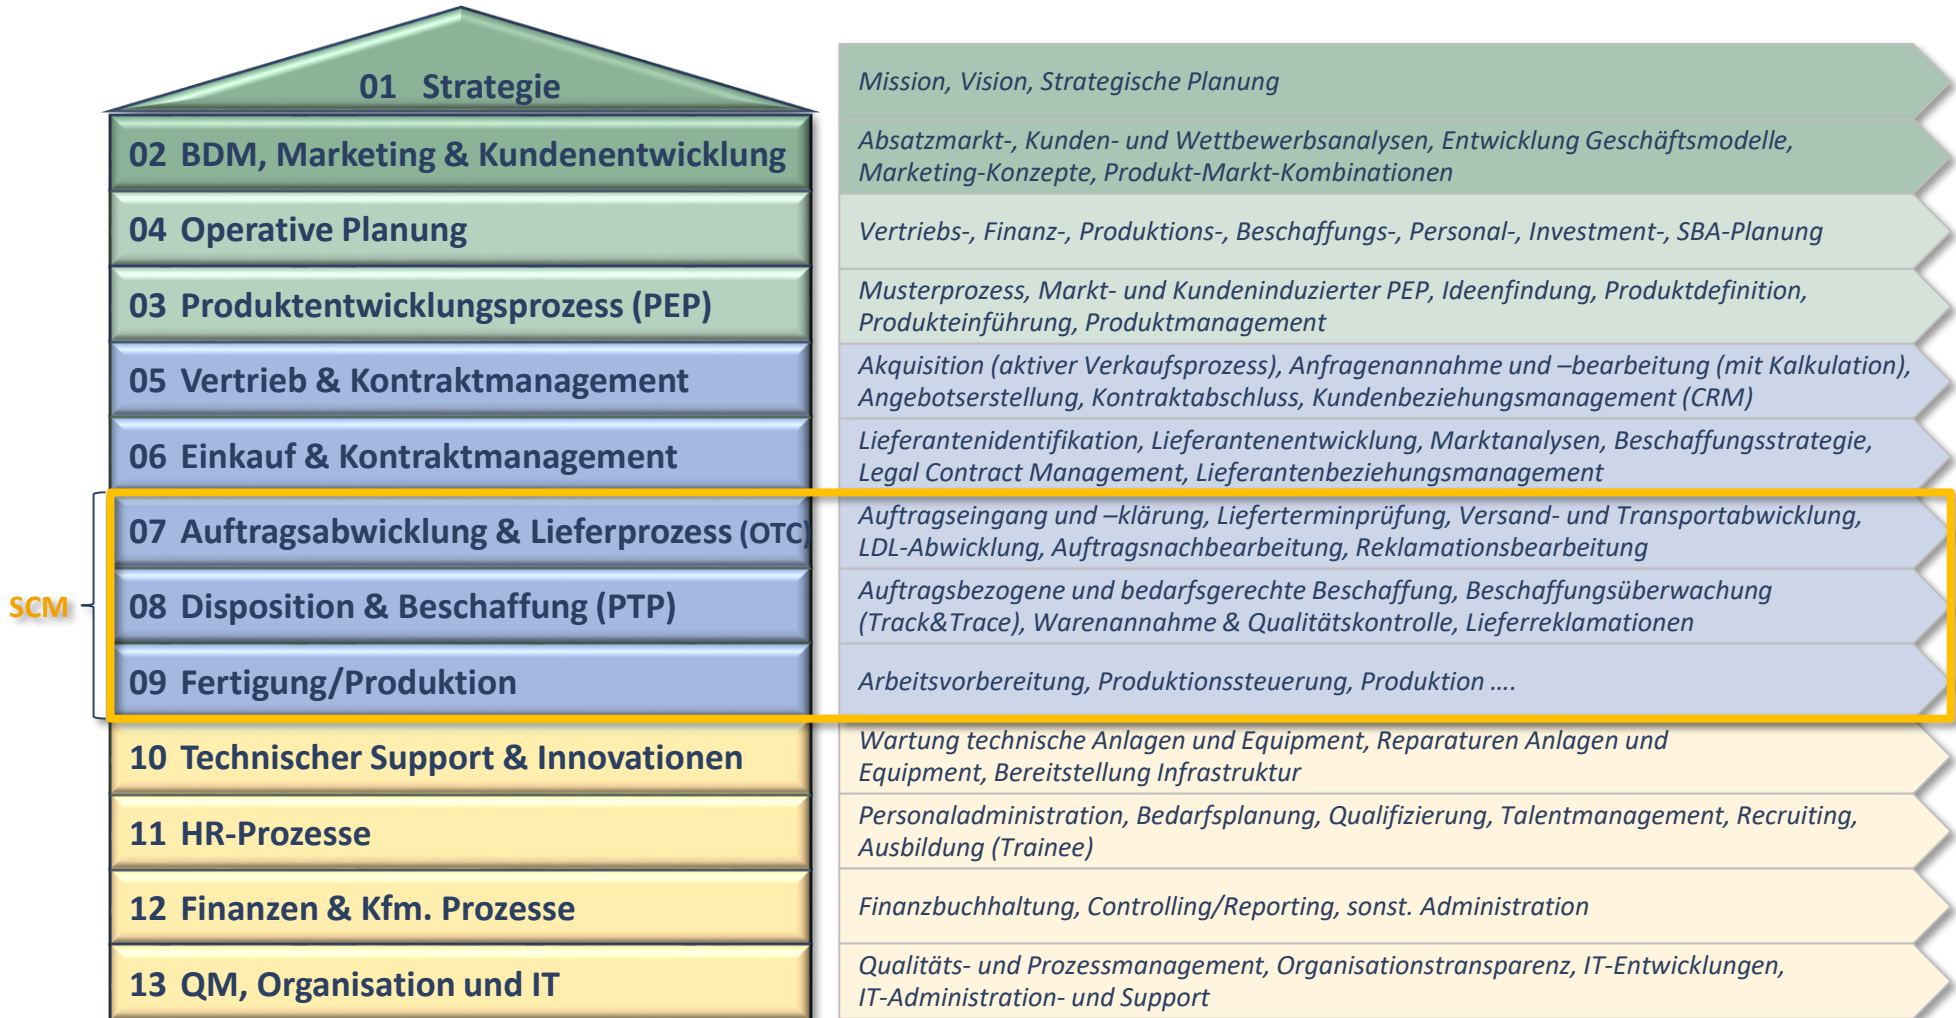 01 Strategie
Mission, Vision, Strategische Planung
02 BDM, Marketing & Kundenentwicklung
Absatzmarkt-, Kunden- und Wettbewerbsanalysen, Entwicklung Geschäftsmodelle,
Marketing-Konzepte, Produkt-Markt-Kombinationen
04 Operative Planung
Vertriebs-, Finanz-, Produktions-, Beschaffungs-, Personal-, Investment-, SBA-Planung
03 Produktentwicklungsprozess (PEP)
Musterprozess, Markt- und Kundeninduzierter PEP, Ideenfindung, Produktdefinition,
Produkteinführung, Produktmanagement
05 Vertrieb & Kontraktmanagement
Akquisition (aktiver Verkaufsprozess), Anfragenannahme und –bearbeitung (mit Kalkulation),
Angebotserstellung, Kontraktabschluss, Kundenbeziehungsmanagement (CRM)
06 Einkauf & Kontraktmanagement
Lieferantenidentifikation, Lieferantenentwicklung, Marktanalysen, Beschaffungsstrategie,
Legal Contract Management, Lieferantenbeziehungsmanagement
07 Auftragsabwicklung & Lieferprozess (OTC)
Auftragseingang und –klärung, Lieferterminprüfung, Versand- und Transportabwicklung,
LDL-Abwicklung, Auftragsnachbearbeitung, Reklamationsbearbeitung
SCM
08 Disposition & Beschaffung (PTP)
Auftragsbezogene und bedarfsgerechte Beschaffung, Beschaffungsüberwachung
(Track&Trace), Warenannahme & Qualitätskontrolle, Lieferreklamationen
09 Fertigung/Produktion
Arbeitsvorbereitung, Produktionssteuerung, Produktion ....
10 Technischer Support & Innovationen
Wartung technische Anlagen und Equipment, Reparaturen Anlagen und
Equipment, Bereitstellung Infrastruktur
11 HR-Prozesse
Personaladministration, Bedarfsplanung, Qualifizierung, Talentmanagement, Recruiting,
Ausbildung (Trainee)
12 Finanzen & Kfm. Prozesse
Finanzbuchhaltung, Controlling/Reporting, sonst. Administration
13 QM, Organisation und IT
Qualitäts- und Prozessmanagement, Organisationstransparenz, IT-Entwicklungen,
IT-Administration- und Support